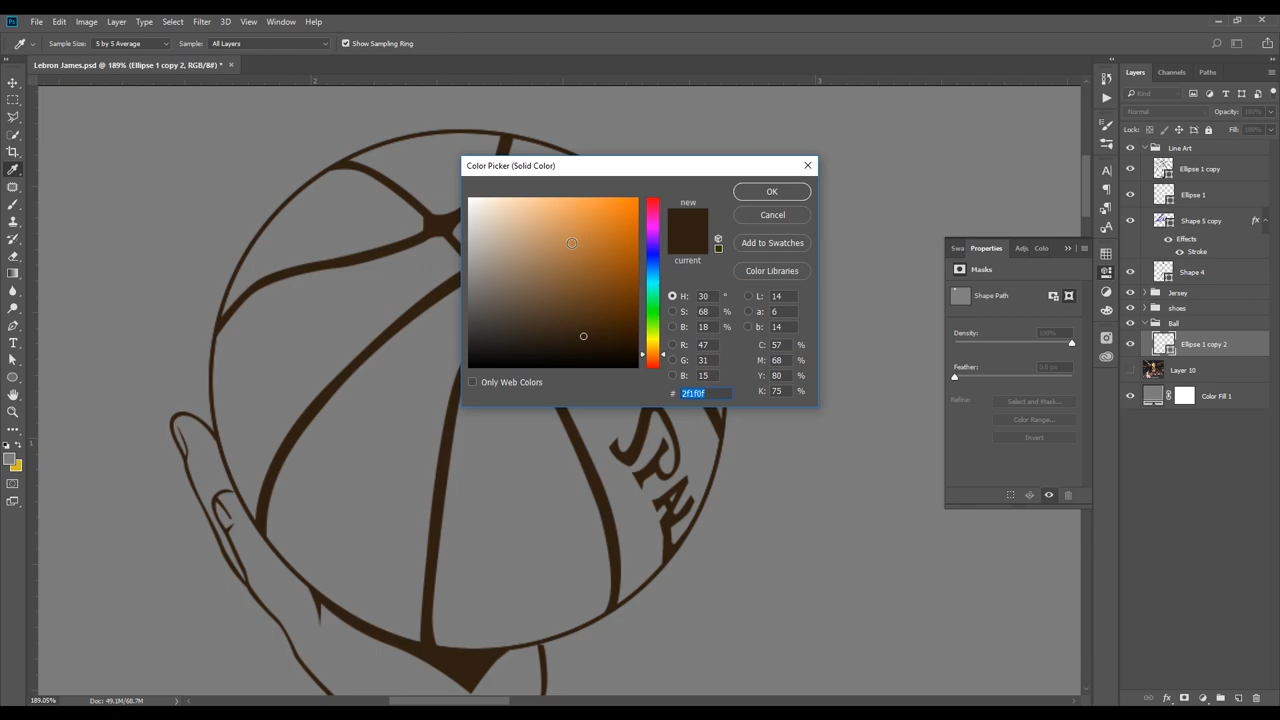 Ps File Edit Image Layer Type Select Filter 3D View Window Help
Sample Size: 5 by 5 Average Sample: All Layers Show Sampling Ring
Lebron James.psd @ 189% (Ellipse 1 copy 2, RGB/8#) * ×
2 3
Color Picker (Solid Color)
new
current
OK
Cancel
Add to Swatches
Color Libraries
H: 30 °
S: 68 %
B: 18 %
R: 47
G: 31
B: 15
L: 14
a: 6
b: 14
C: 57 %
M: 68 %
Y: 80 %
K: 75 %
# 2f1f0f
Only Web Colors
SPAL
Swa Properties Adjs Colo
Masks
Shape Path
Density: 100%
Feather: 0.0 px
Refine: Select and Mask...
Color Range...
Invert
Layers Channels Paths
Kind
Normal Opacity: 100%
Lock: Fill: 100%
Line Art
Ellipse 1 copy
Ellipse 1
Shape 5 copy fx
Effects
Stroke
Shape 4
Jersey
shoes
Ball
Ellipse 1 copy 2
Layer 10
Color Fill 1
189.05% Doc: 49.1M/68.7M